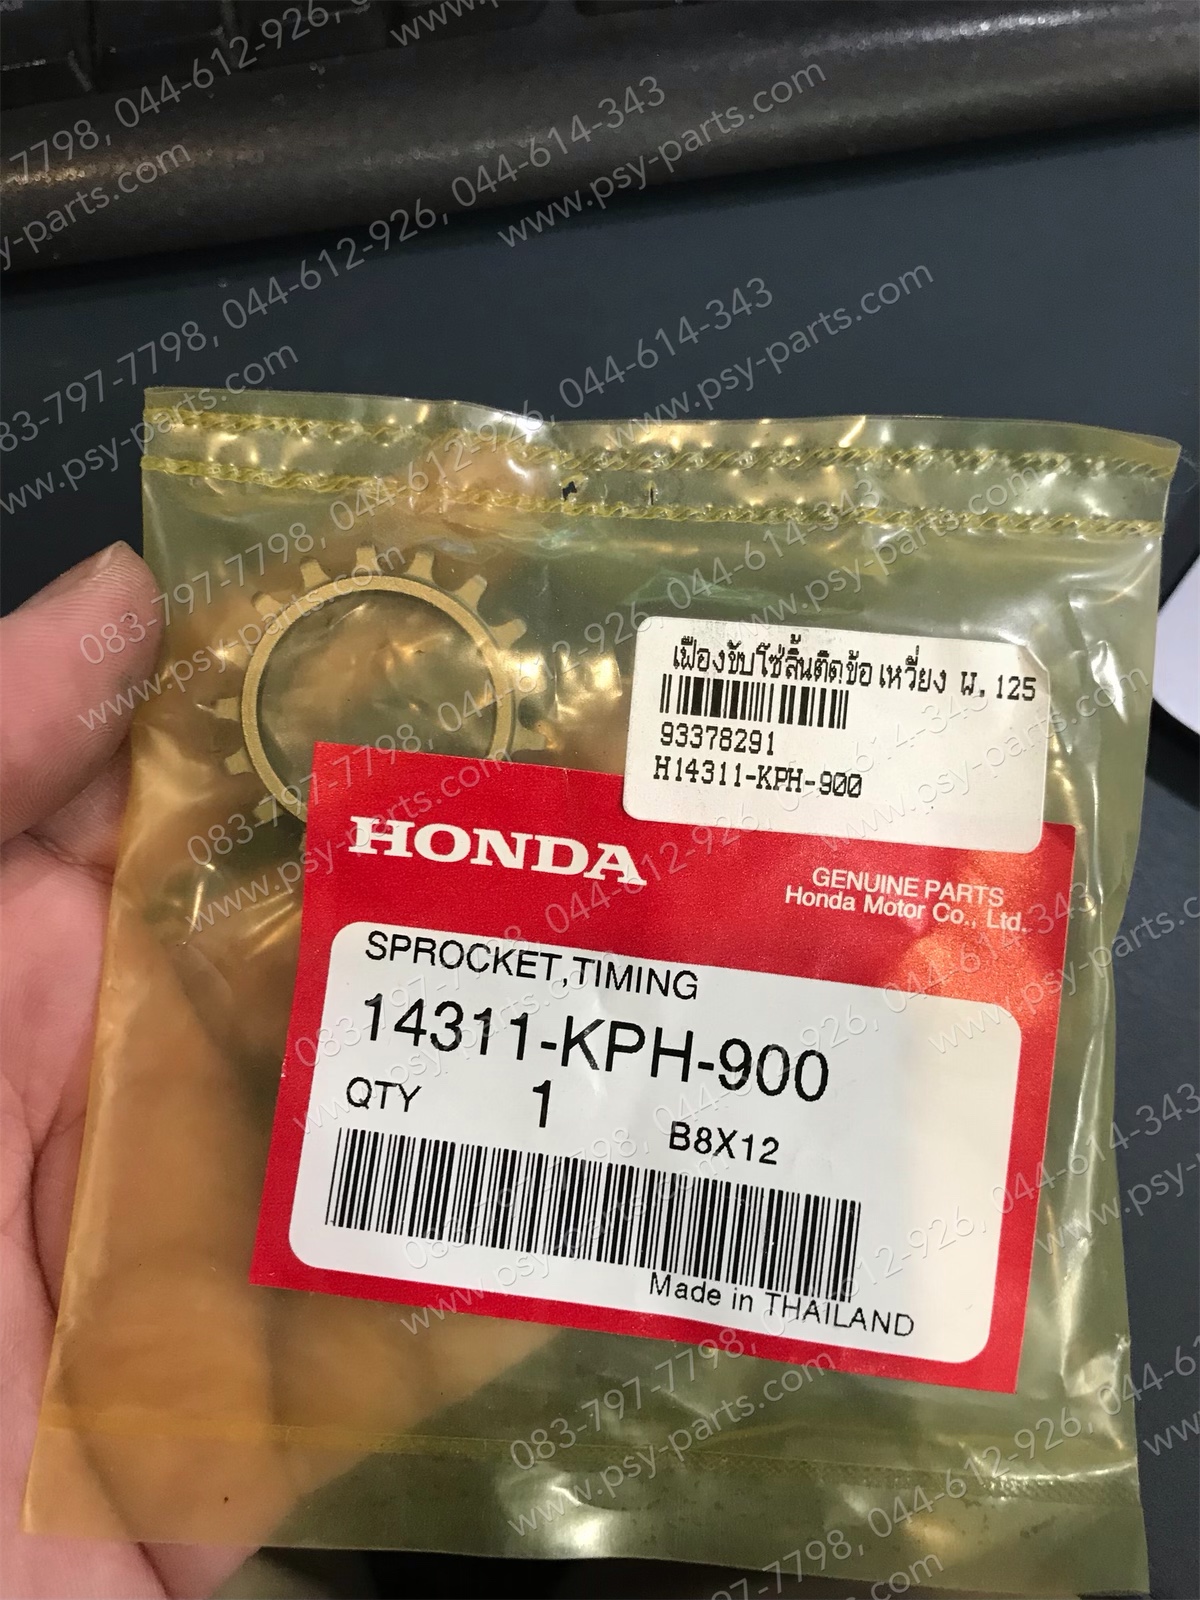 083-797-7798, 044-612-926, 044-614-343
www.psy-parts.com
เฟืองขับโซ่ลิ้นติดข้อเหวี่ยง W.125
93378291
H14311-KPH-900
HONDA
GENUINE PARTS
Honda Motor Co., Ltd.
SPROCKET,TIMING
14311-KPH-900
QTY 1
B8X12
Made in THAILAND